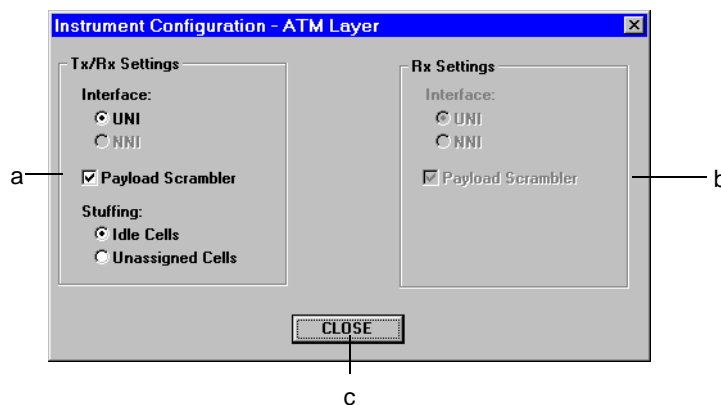 Instrument Configuration - ATM Layer
Tx/Rx Settings
Interface:
UNI
NNI
a
Payload Scrambler
Stuffing:
Idle Cells
Unassigned Cells
Rx Settings
Interface:
UNI
NNI
Payload Scrambler
b
CLOSE
c